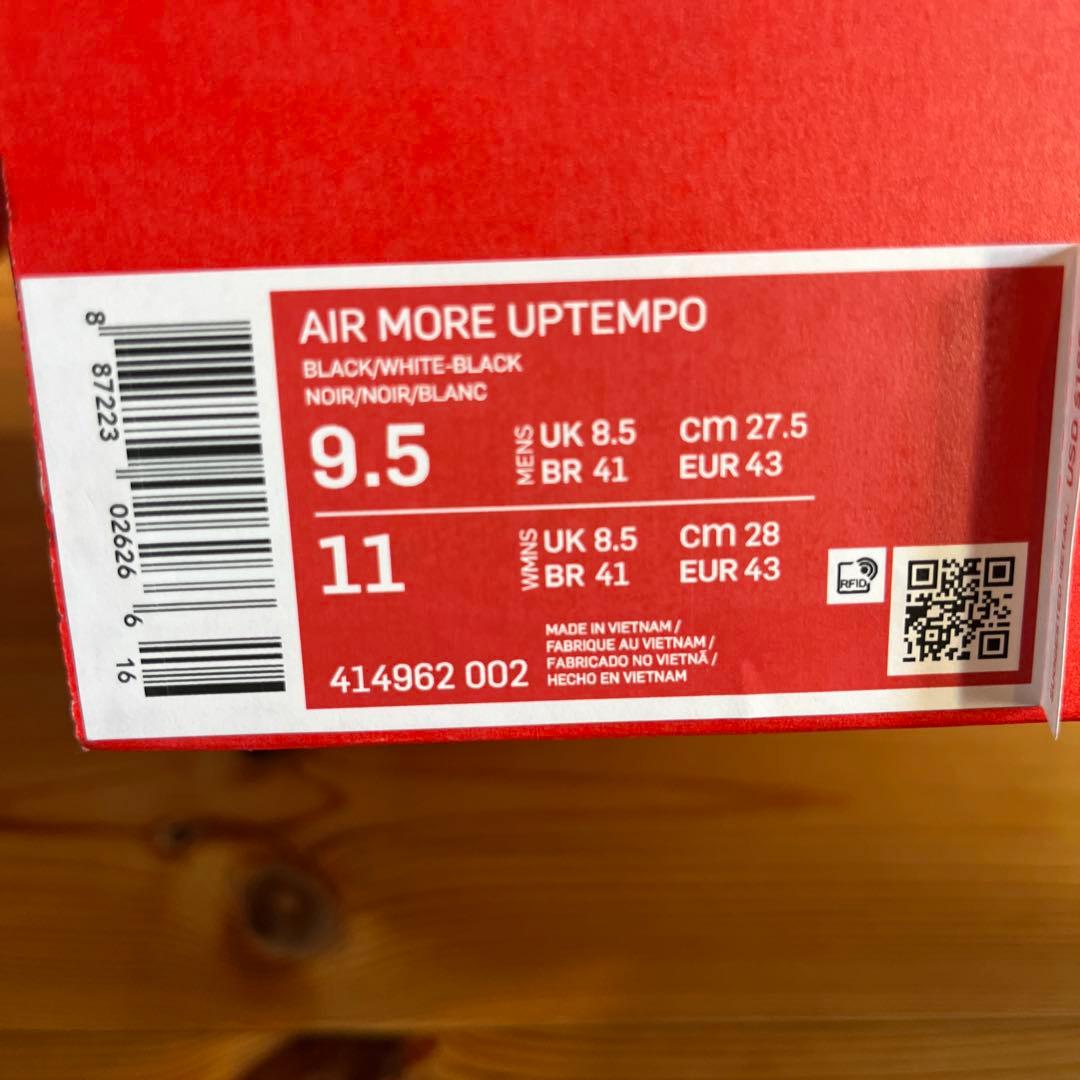 AIR MORE UPTEMPO
BLACK/WHITE-BLACK
NOIR/NOIR/BLANC
9.5
MENS
UK 8.5 cm 27.5
BR 41 EUR 43
11
WMNS
UK 8.5 cm 28
BR 41 EUR 43
RFID
414962 002
MADE IN VIETNAM /
FABRIQUE AU VIETNAM /
FABRICADO NO VIETNÃ /
HECHO EN VIETNAM
8 87223 02626 6 16
USD